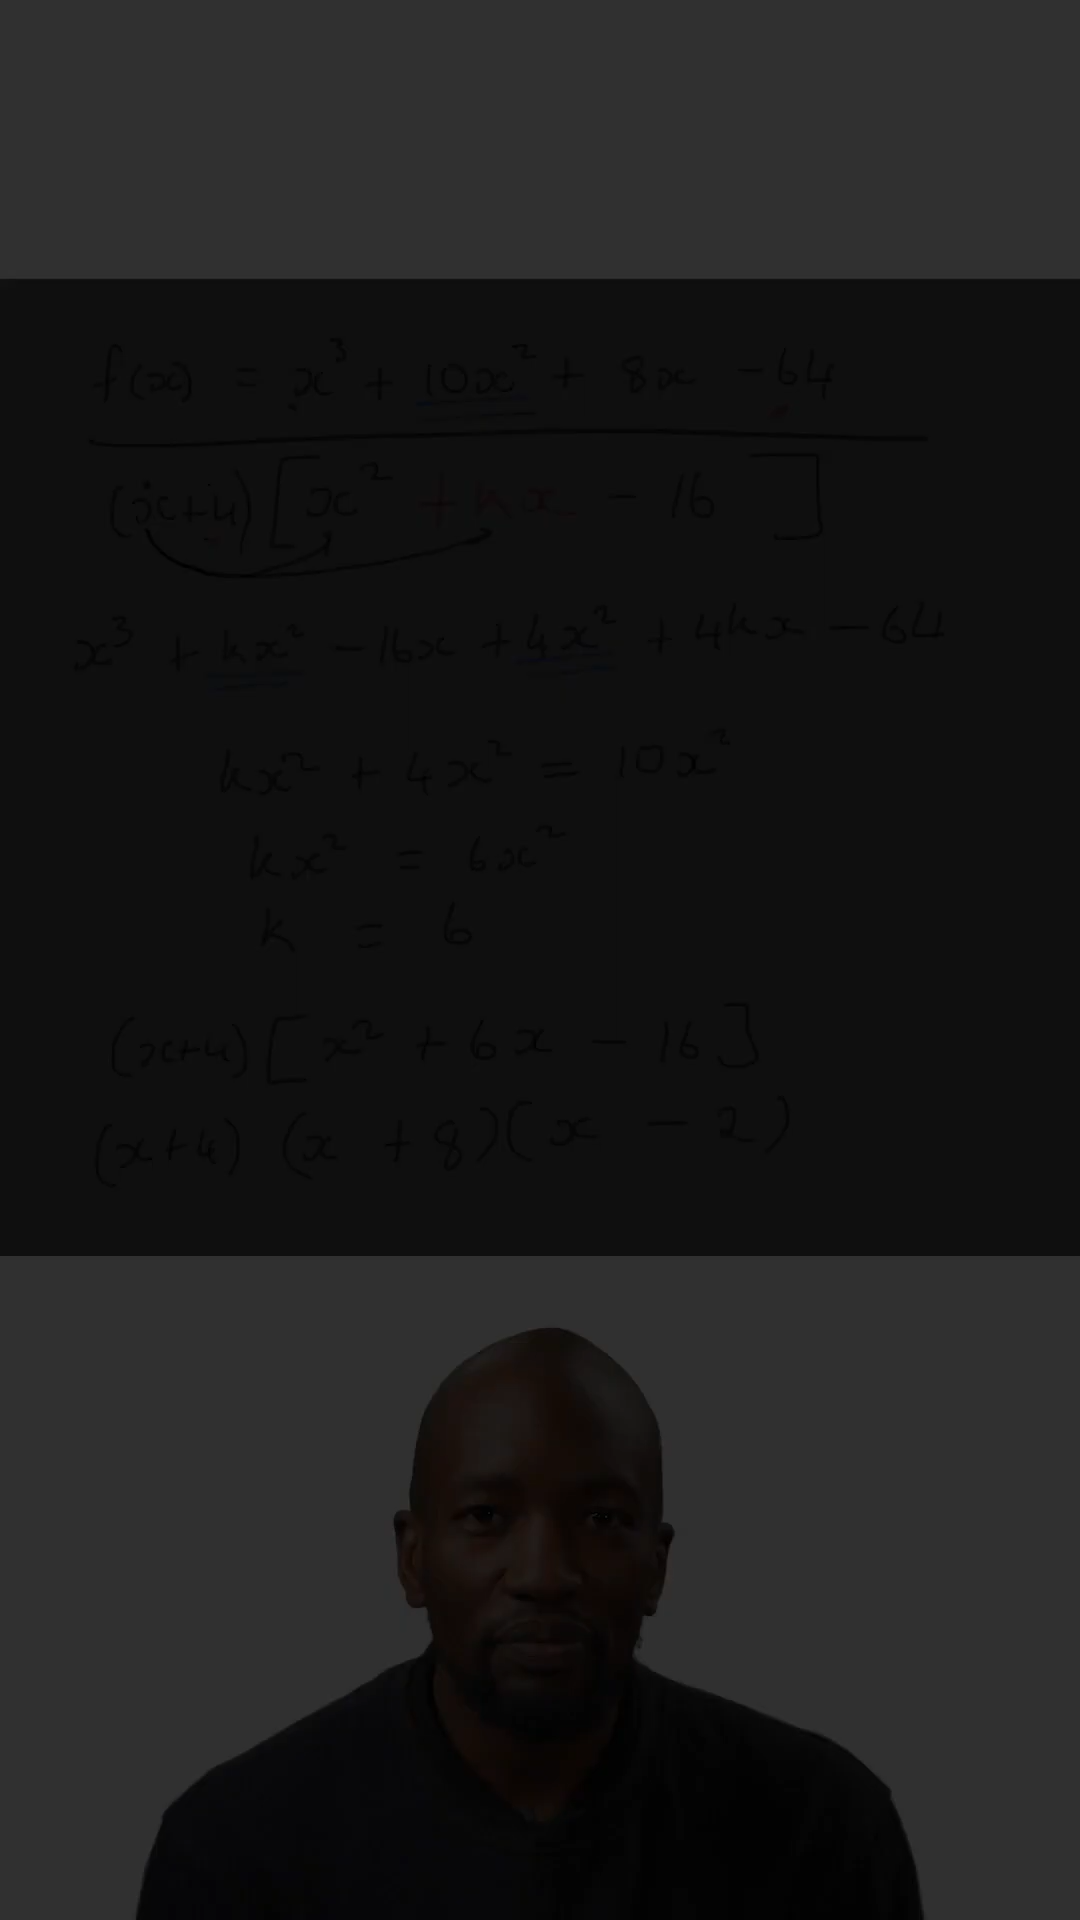 f(x) = x³ + 10x² + 8x - 64
(x+4)[x² + kx - 16]
x³ + kx² - 16x + 4x² + 4kx - 64
kx² + 4x² = 10x²
kx² = 6x²
k = 6
(x+4)[x² + 6x - 16]
(x+4)(x + 8)(x - 2)